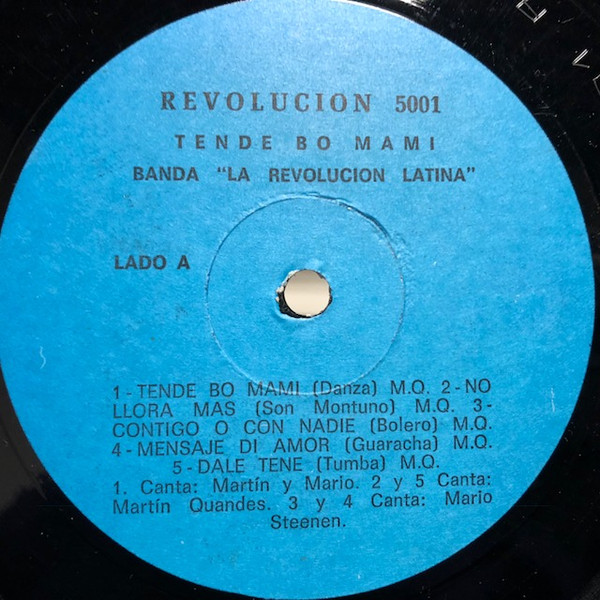 REVOLUCION 5001
TENDE BO MAMI
BANDA "LA REVOLUCION LATINA"
LADO A
1-TENDE BO MAMI (Danza) M.Q. 2-NO
LLORA MAS (Son Montuno) M.Q. 3-
CONTIGO O CON NADIE (Bolero) M.Q.
4-MENSAJE DI AMOR (Guaracha) M.Q.
5-DALE TENE (Tumba) M.Q.
1. Canta: Martín y Mario. 2 y 5 Canta:
Martín Quandes. 3 y 4 Canta: Mario
Steenen.